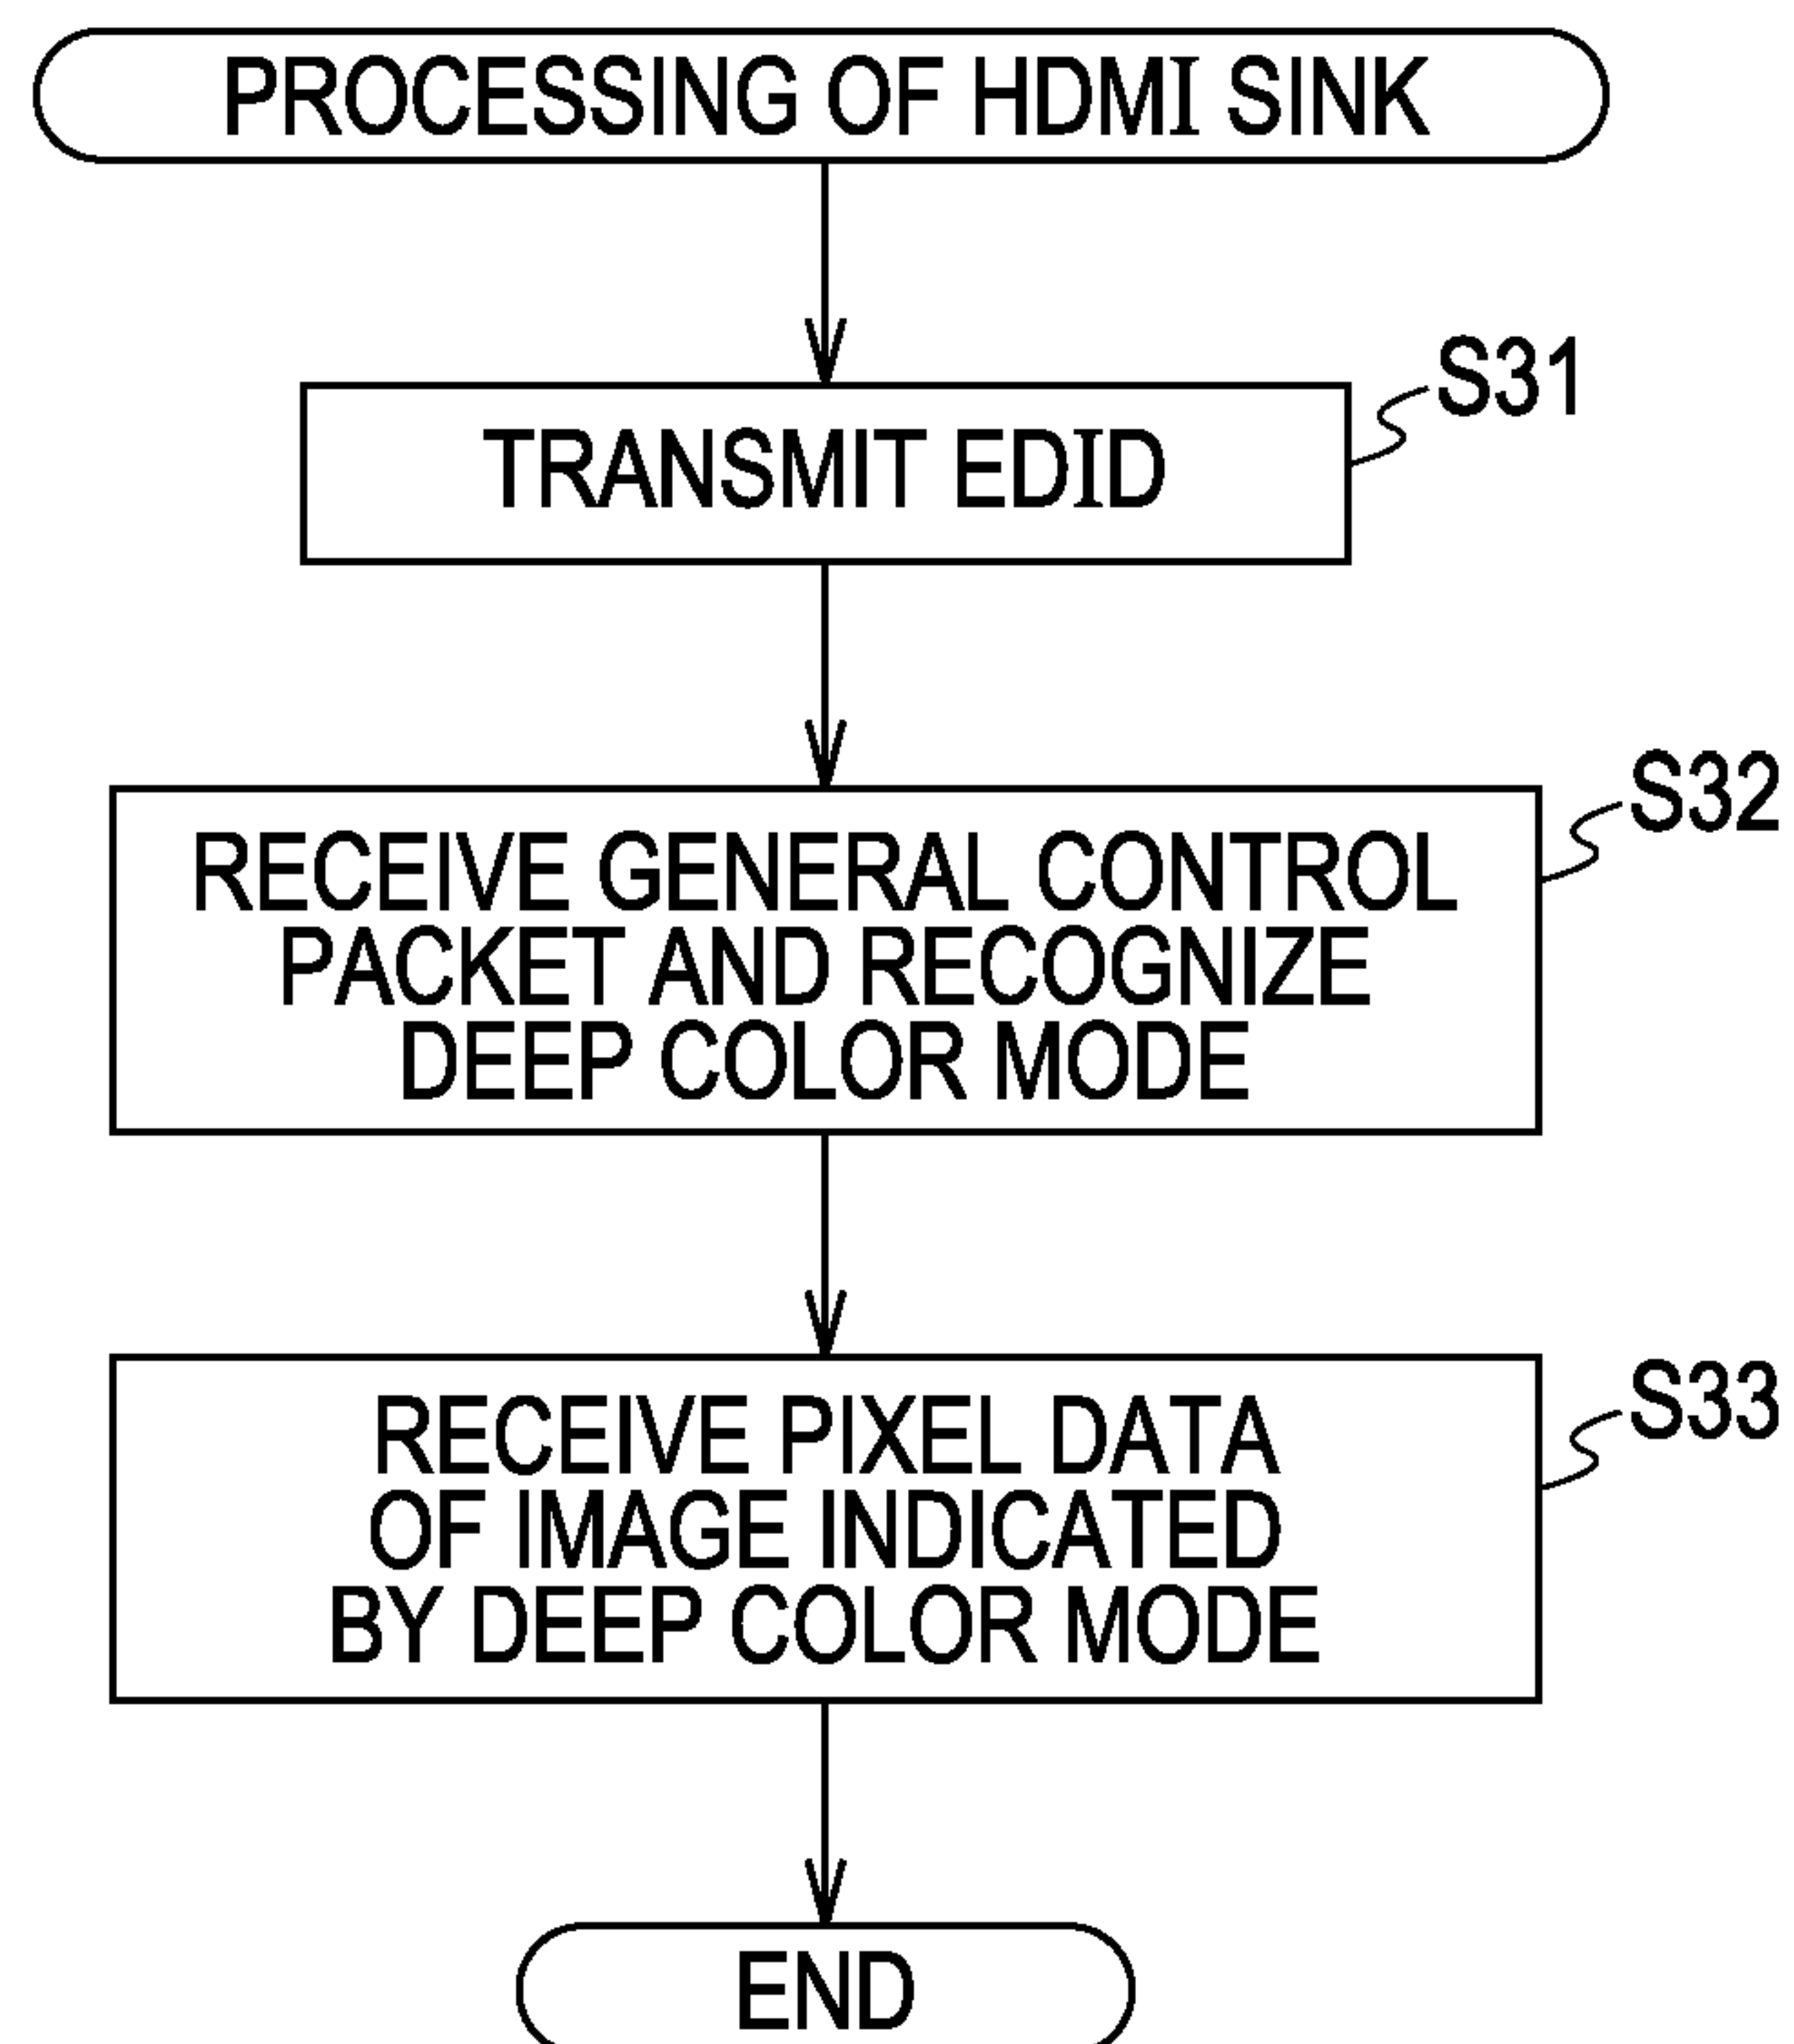 PROCESSING OF HDMI SINK
S31
TRANSMIT EDID
S32
RECEIVE GENERAL CONTROL
PACKET AND RECOGNIZE
DEEP COLOR MODE
S33
RECEIVE PIXEL DATA
OF IMAGE INDICATED
BY DEEP COLOR MODE
END